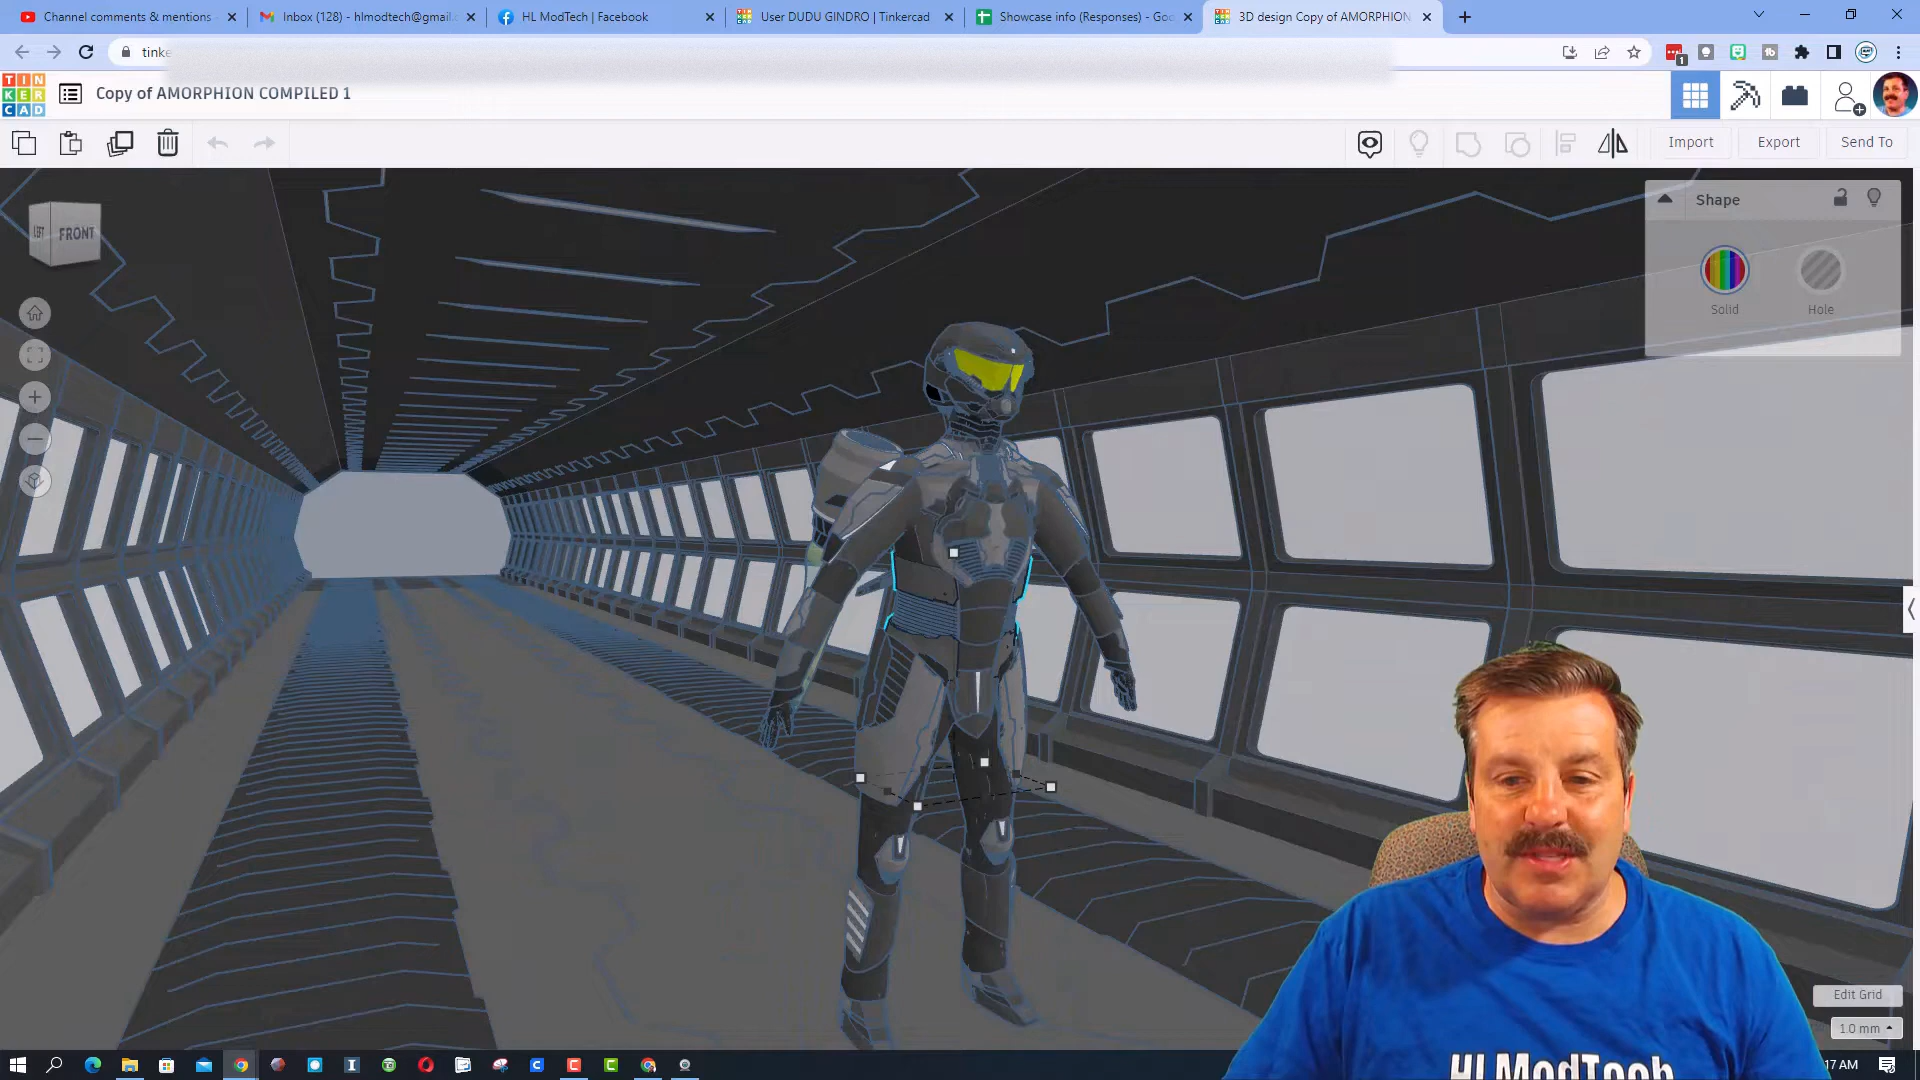 Channel comments & mentions
Inbox (128) - hlmodtech@gmail.
HL ModTech | Facebook
User DUDU GINDRO | Tinkercad
Showcase info (Responses) - Goo
3D design Copy of AMORPHION
tinke
TIN
KER
CAD
Copy of AMORPHION COMPILED 1
Import
Export
Send To
LEFT
FRONT
Shape
Solid
Hole
Edit Grid
1.0 mm
17 AM
HLModTech